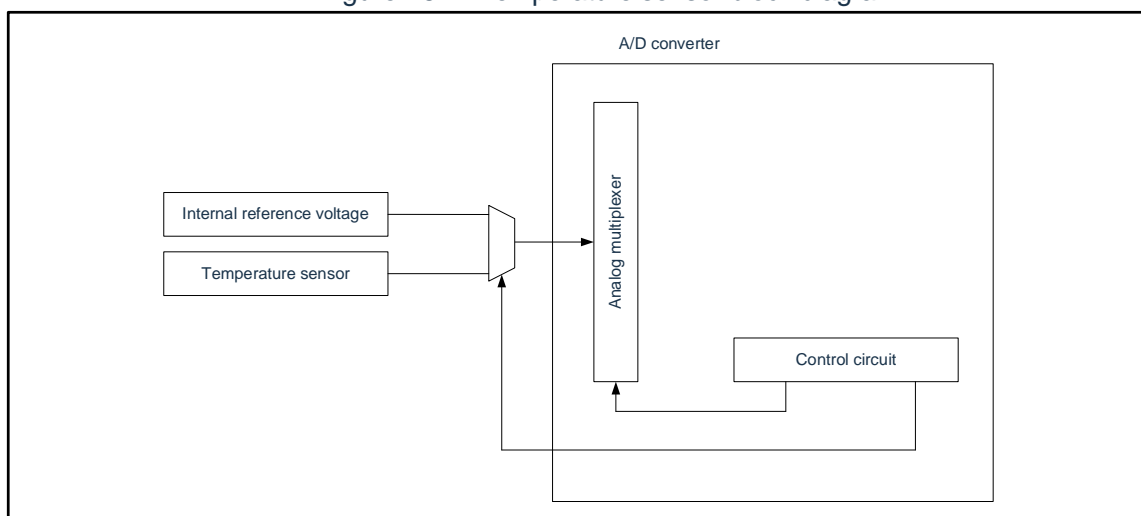 A/D converter
Internal reference voltage
Temperature sensor
Analog multiplexer
Control circuit